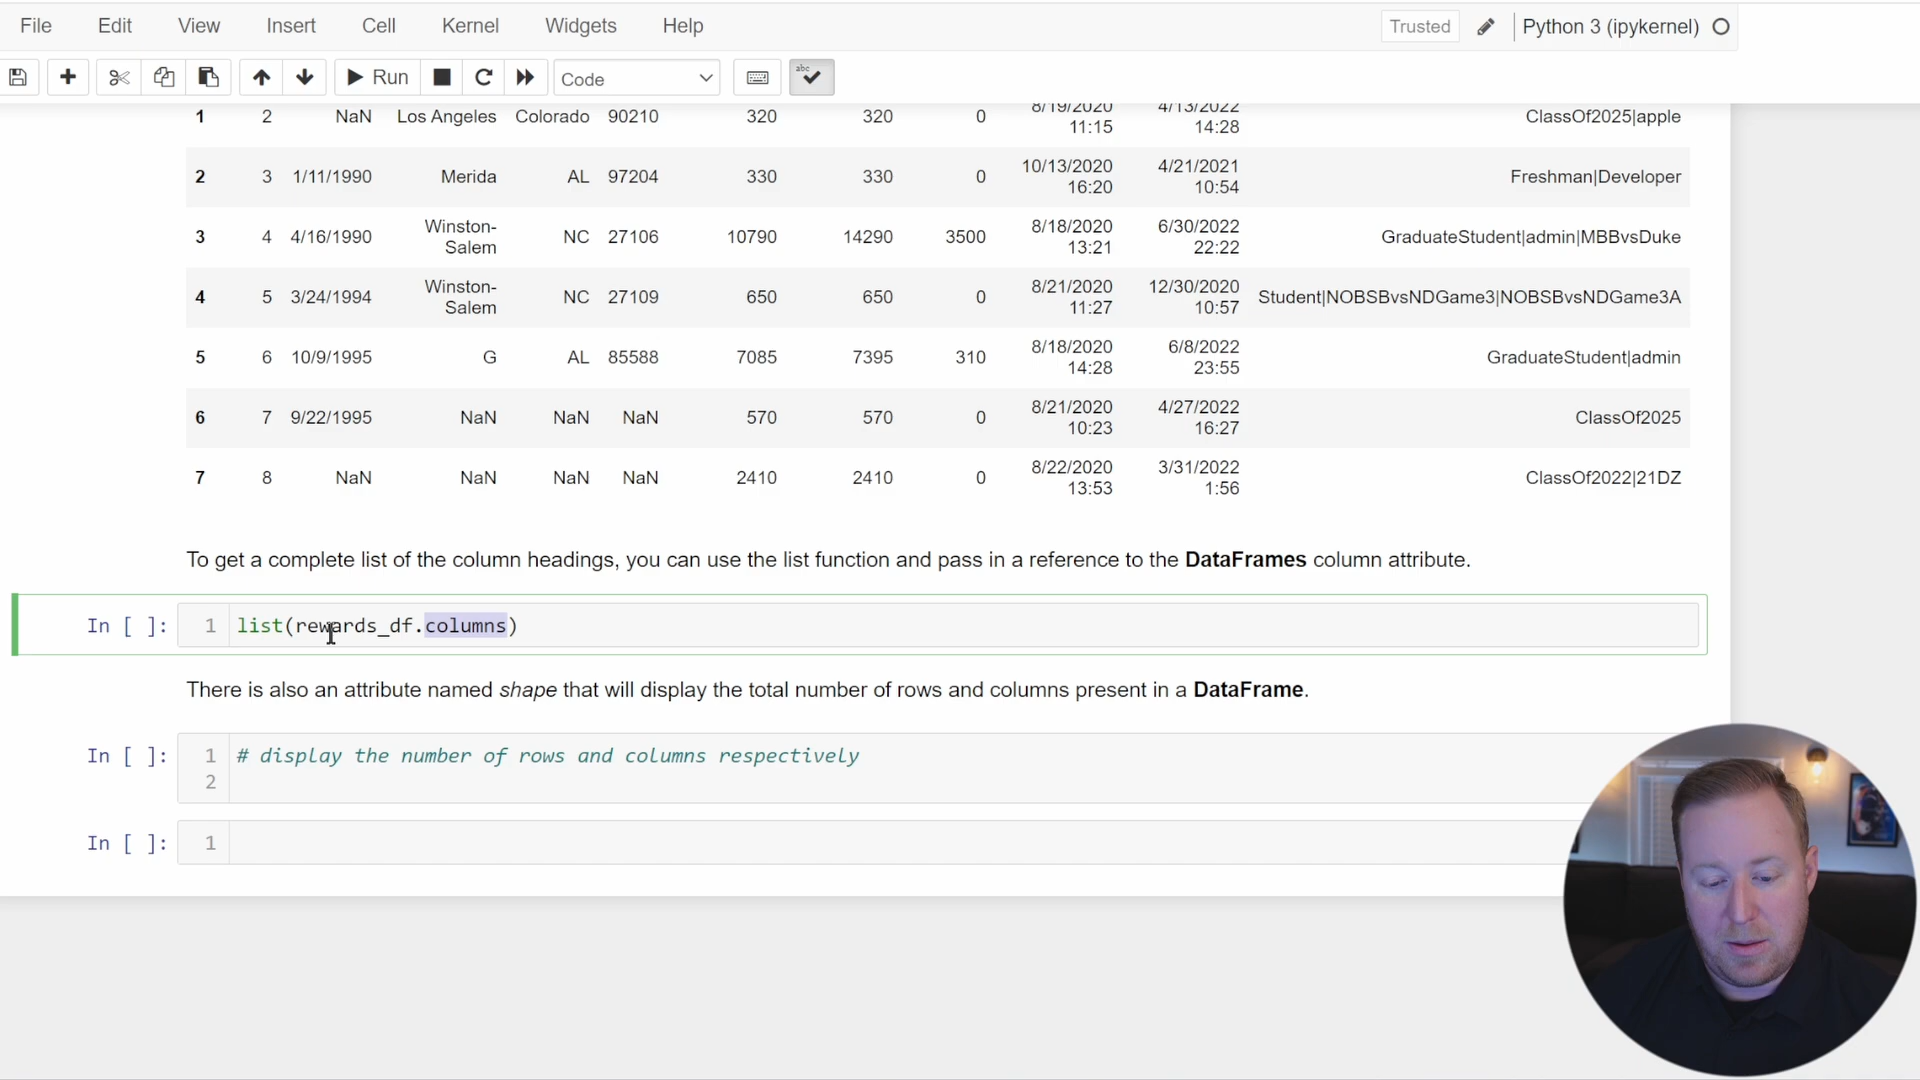 File Edit View Insert Cell Kernel Widgets Help Trusted Python 3 (ipykernel)
Run Code abc
1 2 NaN Los Angeles Colorado 90210 320 320 0 8/19/2020 11:15 4/13/2022 14:28 ClassOf2025|apple
2 3 1/11/1990 Merida AL 97204 330 330 0 10/13/2020 16:20 4/21/2021 10:54 Freshman|Developer
3 4 4/16/1990 Winston-Salem NC 27106 10790 14290 3500 8/18/2020 13:21 6/30/2022 22:22 GraduateStudent|admin|MBBvsDuke
4 5 3/24/1994 Winston-Salem NC 27109 650 650 0 8/21/2020 11:27 12/30/2020 10:57 Student|NOBSBvsNDGame3|NOBSBvsNDGame3A
5 6 10/9/1995 G AL 85588 7085 7395 310 8/18/2020 14:28 6/8/2022 23:55 GraduateStudent|admin
6 7 9/22/1995 NaN NaN NaN 570 570 0 8/21/2020 10:23 4/27/2022 16:27 ClassOf2025
7 8 NaN NaN NaN NaN 2410 2410 0 8/22/2020 13:53 3/31/2022 1:56 ClassOf2022|21DZ
To get a complete list of the column headings, you can use the list function and pass in a reference to the DataFrames column attribute.
In [ ]: 1 list(rewards_df.columns)
There is also an attribute named shape that will display the total number of rows and columns present in a DataFrame.
In [ ]: 1 # display the number of rows and columns respectively
2
In [ ]: 1